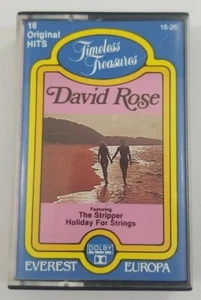 16
Original
HITS
16-26
Timeless
Treasures
David Rose
Featuring
The Stripper
Holiday For Strings
DOLBY
EVEREST
EUROPA